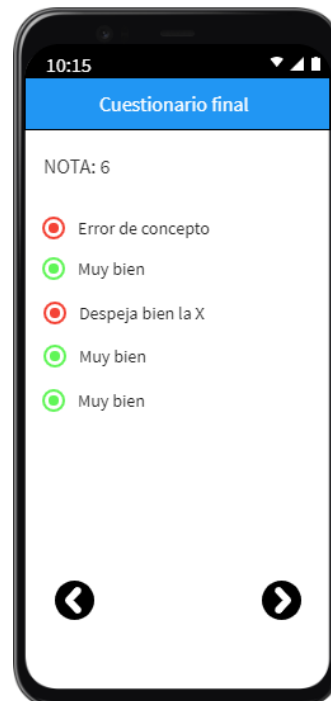 10:15
Cuestionario final
NOTA: 6
Error de concepto
Muy bien
Despeja bien la X
Muy bien
Muy bien